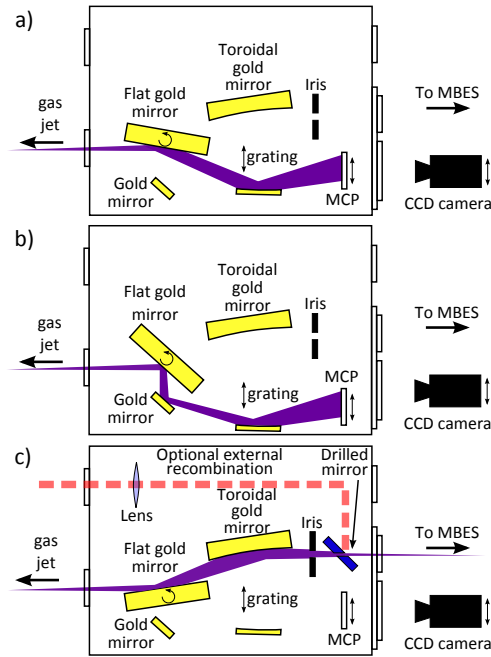 a)
Toroidal
gold
mirror
Iris
Flat gold
mirror
To MBES
gas
jet
grating
Gold
mirror
MCP
CCD camera
b)
Toroidal
gold
mirror
Iris
Flat gold
mirror
To MBES
gas
jet
MCP
grating
Gold
mirror
CCD camera
c)
Optional external
recombination
Drilled
mirror
Lens
Toroidal
gold
mirror
Iris
To MBES
Flat gold
mirror
gas
jet
grating
Gold
mirror
MCP
CCD camera